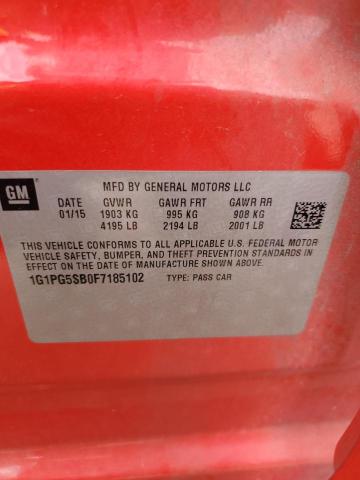 GM
MFD BY GENERAL MOTORS LLC
DATE GVWR GAWR FRT GAWR RR
01/15 1903 KG 995 KG 908 KG
4195 LB 2194 LB 2001 LB
THIS VEHICLE CONFORMS TO ALL APPLICABLE U.S. FEDERAL MOTOR
VEHICLE SAFETY, BUMPER, AND THEFT PREVENTION STANDARDS IN
EFFECT ON THE DATE OF MANUFACTURE SHOWN ABOVE.
1G1PG5SB0F7185102 TYPE: PASS CAR